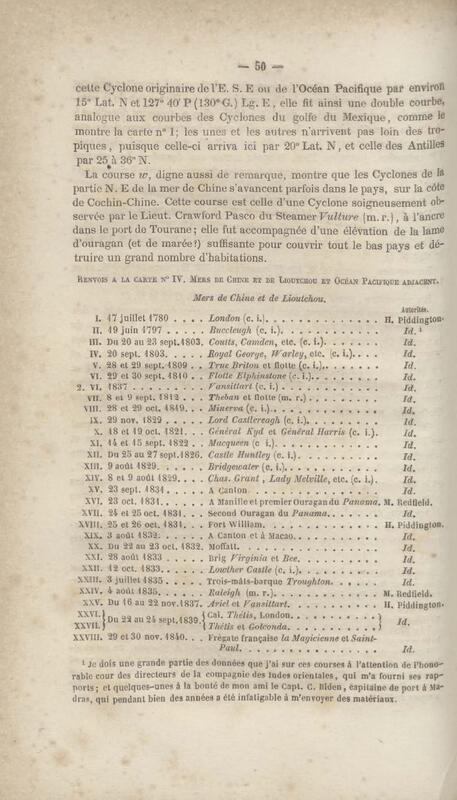 — 50 —
cette Cyclone originaire de l'E. S. E ou de l'Océan Pacifique par environ
15° Lat. N et 127° 40' P (130° G.) Lg. E, elle fit ainsi une double courbe,
analogue aux courbes des Cyclones du golfe du Mexique, comme le
montre la carte n° 1; les unes et les autres n'arrivent pas loin des tro-
piques, puisque celle-ci arriva ici par 20° Lat. N, et celle des Antilles
par 25 à 36° N.
La course w, digne aussi de remarque, montre que les Cyclones de la
partie N. E de la mer de Chine s'avancent parfois dans le pays, sur la côte
de Cochin-Chine. Cette course est celle d'une Cyclone soigneusement ob-
servée par le Lieut. Crawford Pasco du Steamer Vulture (m. r.), à l'ancre
dans le port de Tourane; elle fut accompagnée d'une élévation de la lame
d'ouragan (et de marée?) suffisante pour couvrir tout le bas pays et dé-
truire un grand nombre d'habitations.
RENVOIS A LA CARTE N° IV. MERS DE CHINE ET DE LIOUTCHOU ET OCÉAN PACIFIQUE ADJACENT.
Mers de Chine et de Lioutchou.
Autorités.
I. 17 juillet 1780 . . . . London (c. i.). . . . . . . . . . . . . H. Piddington.
II. 19 juin 1797 . . . . . Buccleugh (c. i.). . . . . . . . . . . . Id. ¹
III. Du 20 au 23 sept. 1803. Coutts, Camden, etc. (c. i.). . . . . . . Id.
IV. 20 sept. 1803. . . . . Royal George, Warley, etc. (c. i.). . . . Id.
V. 28 et 29 sept. 1809 . . True Briton et flotte (c. i.). . . . . . . Id.
VI. 29 et 30 sept. 1810 . . Flotte Elphinstone (c. i.). . . . . . . . Id.
2. VI. 1837 . . . . . . . Vansittart (c. i.) . . . . . . . . . . . Id.
VII. 8 et 9 sept. 1812 . . . Theban et flotte (m. r.) . . . . . . . . Id.
VIII. 28 et 29 oct. 1819. . . Minerva (c. i.). . . . . . . . . . . . . Id.
IX. 29 nov. 1829 . . . . . Lord Castlereagh (c. i.). . . . . . . . . Id.
X. 18 et 19 oct. 1821. . . Général Kyd et Général Harris (c. i.). . Id.
XI. 14 et 15 sept. 1822 . . Macqueen (c i.). . . . . . . . . . . . . Id.
XII. Du 25 au 27 sept. 1826. Castle Huntley (c. i.). . . . . . . . . . Id.
XIII. 9 août 1829. . . . . . Bridgewater (c. i.). . . . . . . . . . . Id.
XIV. 8 et 9 août 1829. . . . Chas. Grant, Lady Melville, etc. (c. i.). Id.
XV. 23 sept. 1831 . . . . . A Canton. . . . . . . . . . . . . . . . Id.
XVI. 23 oct. 1831. . . . . . A Manille et premier Ouragan du Panama. M. Redfield.
XVII. 24 et 25 oct. 1831. . . Second Ouragan du Panama. . . . . . . . Id.
XVIII. 25 et 26 oct. 1831. . . Fort William. . . . . . . . . . . . . . H. Piddington.
XIX. 3 août 1832. . . . . . A Canton et à Macao. . . . . . . . . . . Id.
XX. Du 22 au 23 oct. 1832. Moffatt. . . . . . . . . . . . . . . . . Id.
XXI. 28 août 1833 . . . . . Brig Virginia et Bee. . . . . . . . . . . Id.
XXII. 12 oct. 1833. . . . . . Lowther Castle (c. i.). . . . . . . . . . Id.
XXIII. 3 juillet 1835 . . . . . Trois-mâts-barque Troughton. . . . . . . Id.
XXIV. 4 août 1835. . . . . . Raleigh (m. r.). . . . . . . . . . . . . M. Redfield.
XXV. Du 16 au 22 nov. 1837. Ariel et Vansittart. . . . . . . . . . . H. Piddington.
XXVI. } Du 22 au 24 sept. 1839. { Cal. Thétis, London. . . . . . . . . . }
XXVII. } { Thétis et Golconda. . . . . . . . . . } Id.
XXVIII. 29 et 30 nov. 1840. . . Frégate française la Magicienne et Saint-
Paul. . . . . . . . . . . . . . . . . . Id.
¹ Je dois une grande partie des données que j'ai sur ces courses à l'attention de l'hono-
rable cour des directeurs de la compagnie des Indes orientales, qui m'a fourni ses rap-
ports; et quelques-unes à la bonté de mon ami le Capt. C. Biden, capitaine de port à Ma-
dras, qui pendant bien des années a été infatigable à m'envoyer des matériaux.